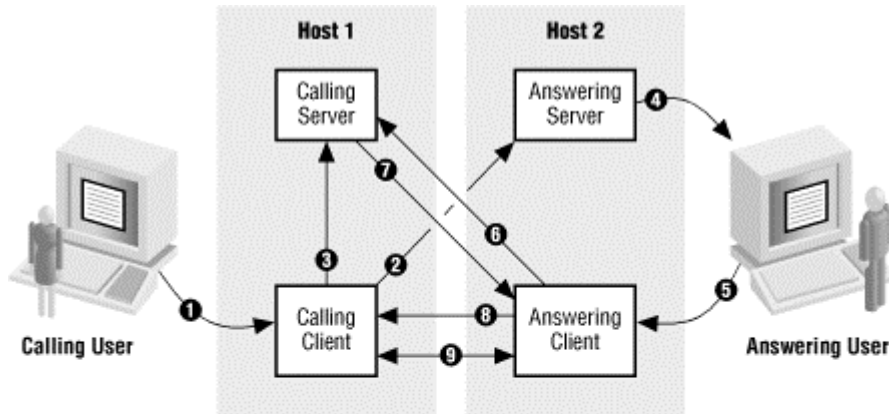 Host 1
Host 2
Calling
Server
Answering
Server
4
7
6
3
2
5
1
Calling
Client
8
Answering
Client
9
Calling User
Answering User